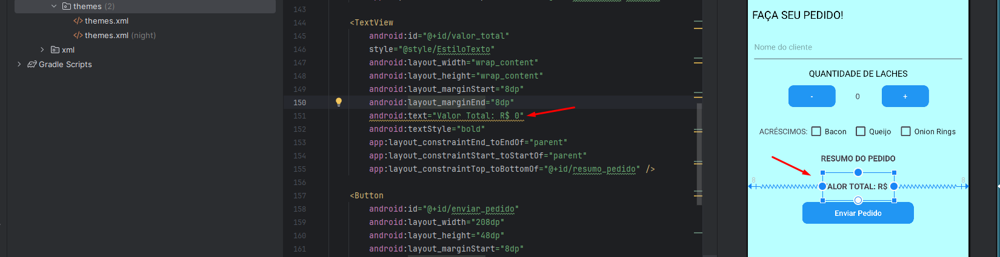 themes (2)
themes.xml
themes.xml (night)
xml
Gradle Scripts
143
144 <TextView
145 android:id="@+id/valor_total"
146 style="@style/EstiloTexto"
147 android:layout_width="wrap_content"
148 android:layout_height="wrap_content"
149 android:layout_marginStart="8dp"
150 android:layout_marginEnd="8dp"
151 android:text="Valor Total: R$ 0"
152 android:textStyle="bold"
153 app:layout_constraintEnd_toEndOf="parent"
154 app:layout_constraintStart_toStartOf="parent"
155 app:layout_constraintTop_toBottomOf="@+id/resumo_pedido" />
156
157 <Button
158 android:id="@+id/enviar_pedido"
159 android:layout_width="208dp"
160 android:layout_height="48dp"
161 android:layout_marginStart="8dp"
FAÇA SEU PEDIDO!
Nome do cliente
QUANTIDADE DE LACHES
- 0 +
ACRÉSCIMOS: Bacon Queijo Onion Rings
RESUMO DO PEDIDO
8 ALOR TOTAL: R$ 8
Enviar Pedido